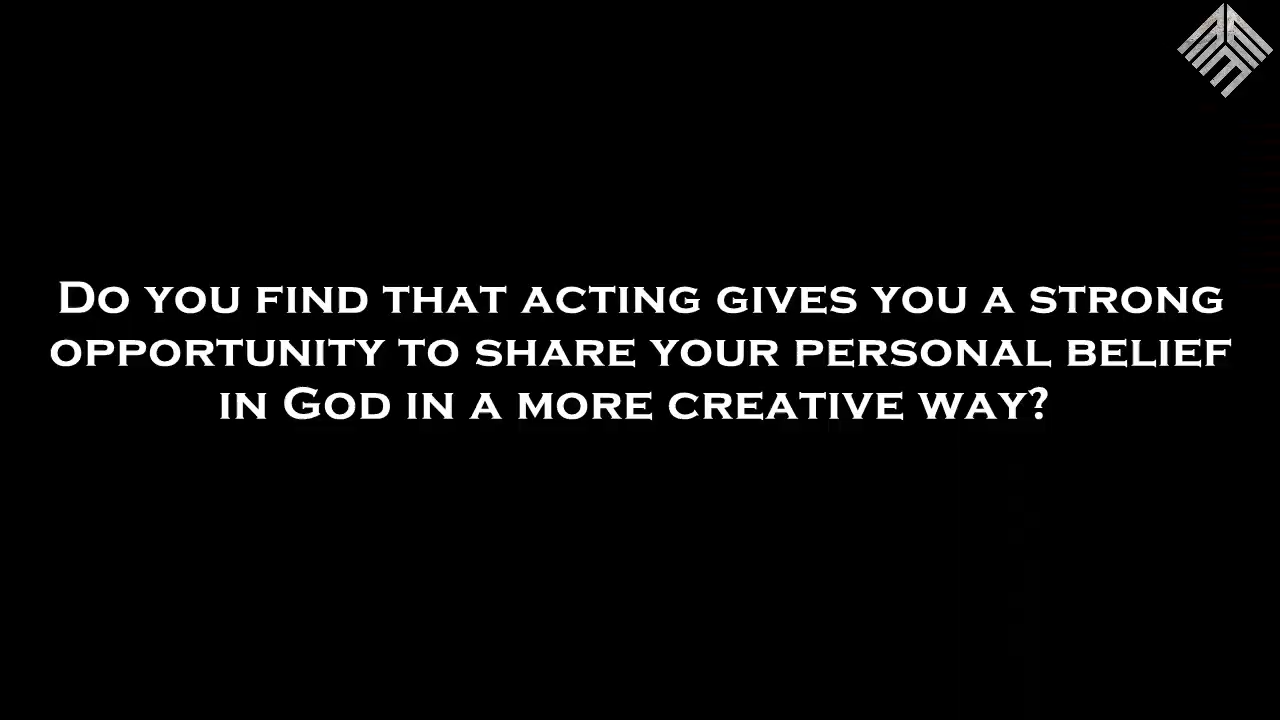 Do you find that acting gives you a strong
opportunity to share your personal belief
in God in a more creative way?